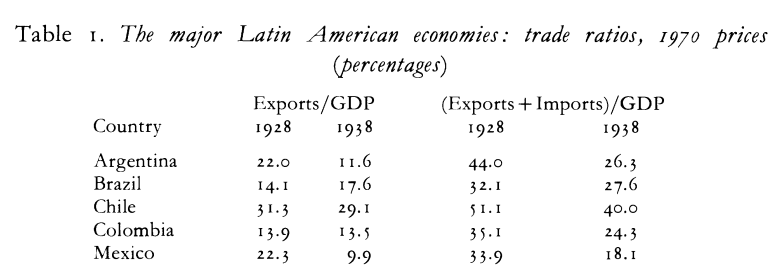 Table 1. The major Latin American economies: trade ratios, 1970 prices
(percentages)
Exports/GDP (Exports + Imports)/GDP
Country 1928 1938 1928 1938
Argentina 22.0 11.6 44.0 26.3
Brazil 14.1 17.6 32.1 27.6
Chile 31.3 29.1 51.1 40.0
Colombia 13.9 13.5 35.1 24.3
Mexico 22.3 9.9 33.9 18.1